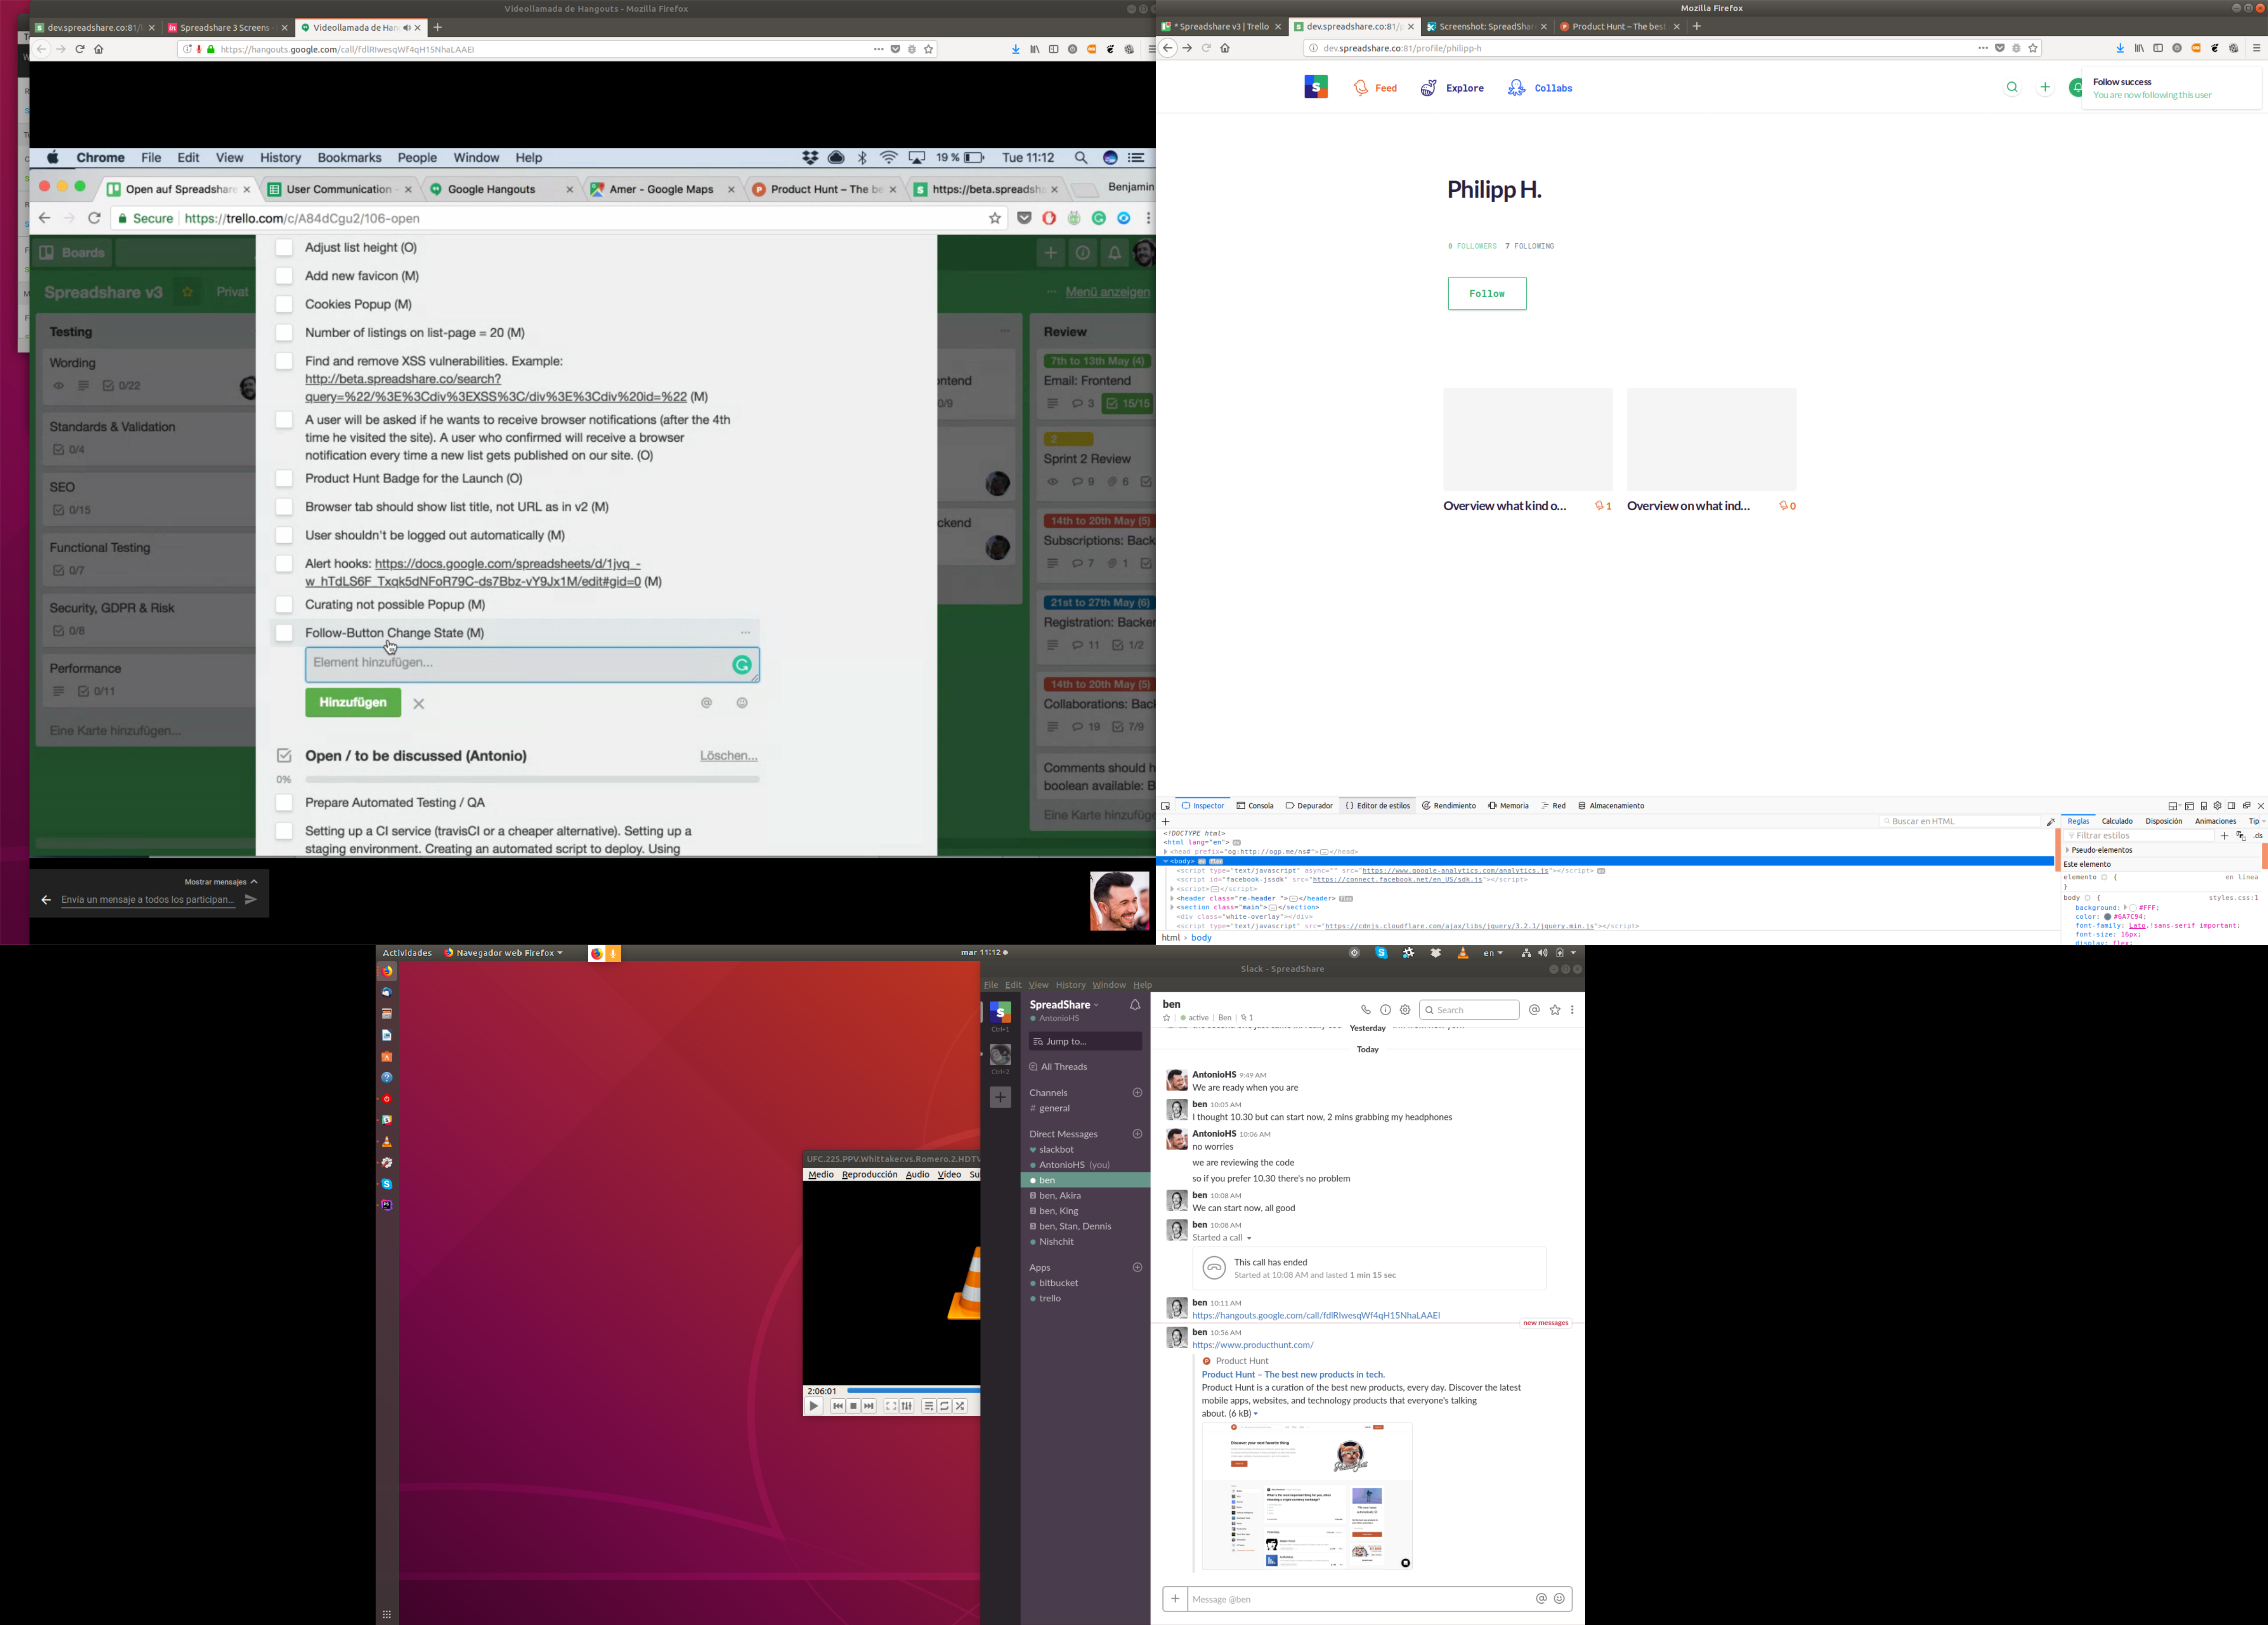 Videollamada de Hangouts - Mozilla Firefox
dev.spreadshare.co:81/
Spreadshare 3 Screens -
Videollamada de Han
https://hangouts.google.com/call/fdlRIwesqWf4qH15NhaLAAEI
Chrome File Edit View History Bookmarks People Window Help
19 % Tue 11:12
Open auf Spreadshare
User Communication -
Google Hangouts
Amer - Google Maps
Product Hunt – The be
https://beta.spreadsh
Benjamin
Secure https://trello.com/c/A84dCgu2/106-open
Boards
Spreadshare v3
Privat
Menü anzeigen
Testing
Wording
0/22
Standards & Validation
0/4
SEO
0/15
Functional Testing
0/7
Security, GDPR & Risk
0/8
Performance
0/11
Eine Karte hinzufügen...
Adjust list height (O)
Add new favicon (M)
Cookies Popup (M)
Number of listings on list-page = 20 (M)
Find and remove XSS vulnerabilities. Example:
http://beta.spreadshare.co/search?
query=%22/%3E%3Cdiv%3EXSS%3C/div%3E%3Cdiv%20id=%22 (M)
A user will be asked if he wants to receive browser notifications (after the 4th
time he visited the site). A user who confirmed will receive a browser
notification every time a new list gets published on our site. (O)
Product Hunt Badge for the Launch (O)
Browser tab should show list title, not URL as in v2 (M)
User shouldn't be logged out automatically (M)
Alert hooks: https://docs.google.com/spreadsheets/d/1jvq_-
w_hTdLS6F_Txqk5dNFoR79C-ds7Bbz-vY9Jx1M/edit#gid=0 (M)
Curating not possible Popup (M)
Follow-Button Change State (M)
Element hinzufügen...
Hinzufügen
Open / to be discussed (Antonio)
Löschen...
0%
Prepare Automated Testing / QA
Setting up a CI service (travisCI or a cheaper alternative). Setting up a
staging environment. Creating an automated script to deploy. Using
ontend
0/9
ckend
Review
7th to 13th May (4)
Email: Frontend
3 15/15
2
Sprint 2 Review
9 6
14th to 20th May (5)
Subscriptions: Back
7 1
21st to 27th May (6)
Registration: Backen
11 1/2
14th to 20th May (5)
Collaborations: Bac
19 7/9
Comments should h
boolean available: B
Eine Karte hinzufüge
Mostrar mensajes
Envía un mensaje a todos los participan...
Mozilla Firefox
* Spreadshare v3 | Trello
dev.spreadshare.co:81/p
Screenshot: SpreadShar
Product Hunt – The best
dev.spreadshare.co:81/profile/philipp-h
Feed
Explore
Collabs
Follow success
You are now following this user
Philipp H.
0 FOLLOWERS 7 FOLLOWING
Follow
Overview what kind o...
1
Overview on what ind...
0
Inspector Consola Depurador Editor de estilos Rendimiento Memoria Red Almacenamiento
Buscar en HTML
<!DOCTYPE html>
<html lang="en"> ev
<head prefix="og:http://ogp.me/ns#"></head>
<body> ev flex
<script type="text/javascript" async="" src="https://www.google-analytics.com/analytics.js"></script> ev
<script id="facebook-jssdk" src="https://connect.facebook.net/en_US/sdk.js"></script>
<script></script>
<header class="re-header "></header> flex
<section class="main"></section>
<div class="white-overlay"></div>
<script type="text/javascript" src="https://cdnjs.cloudflare.com/ajax/libs/jquery/3.2.1/jquery.min.js"></script>
html › body
Reglas Calculado Disposición Animaciones Tip
Filtrar estilos
.cls
Pseudo-elementos
Este elemento
elemento { en línea
}
body { styles.css:1
background: #FFF;
color: #6A7C94;
font-family: Lato,!sans-serif important;
font-size: 16px;
display: flex;
Actividades
Navegador web Firefox
mar 11:12
en
UFC.225.PPV.Whittaker.vs.Romero.2.HDTV
Medio Reproducción Audio Vídeo Su
2:06:01
Slack - SpreadShare
File Edit View History Window Help
Ctrl+1
Ctrl+2
SpreadShare
AntonioHS
Jump to...
All Threads
Channels
# general
Direct Messages
slackbot
AntonioHS (you)
ben
2 ben, Akira
2 ben, King
3 ben, Stan, Dennis
Nishchit
Apps
bitbucket
trello
ben
active | Ben | 1
Search
Yesterday
Today
AntonioHS 9:49 AM
We are ready when you are
ben 10:05 AM
I thought 10.30 but can start now, 2 mins grabbing my headphones
AntonioHS 10:06 AM
no worries
we are reviewing the code
so if you prefer 10.30 there's no problem
ben 10:08 AM
We can start now, all good
ben 10:08 AM
Started a call
This call has ended
Started at 10:08 AM and lasted 1 min 15 sec
ben 10:11 AM
https://hangouts.google.com/call/fdlRIwesqWf4qH15NhaLAAEI
new messages
ben 10:56 AM
https://www.producthunt.com/
Product Hunt
Product Hunt – The best new products in tech.
Product Hunt is a curation of the best new products, every day. Discover the latest
mobile apps, websites, and technology products that everyone's talking
about. (6 kB)
Discover your next favorite thing
Message @ben